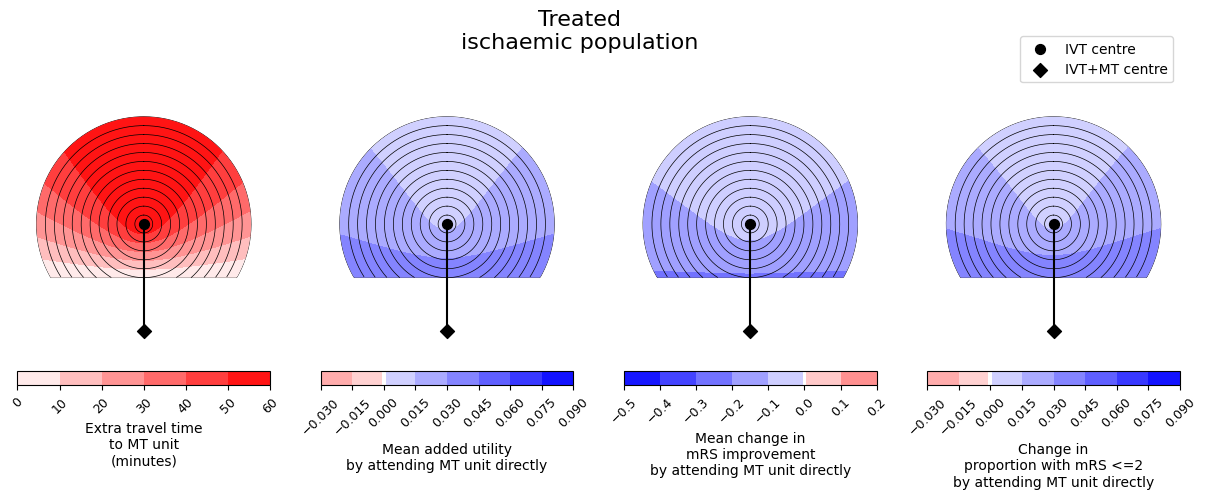 Treated
ischaemic population
IVT centre
IVT+MT centre
0 10 20 30 40 50 60
Extra travel time
to MT unit
(minutes)
−0.030 −0.015 0.000 0.015 0.030 0.045 0.060 0.075 0.090
Mean added utility
by attending MT unit directly
−0.5 −0.4 −0.3 −0.2 −0.1 0.0 0.1 0.2
Mean change in
mRS improvement
by attending MT unit directly
−0.030 −0.015 0.000 0.015 0.030 0.045 0.060 0.075 0.090
Change in
proportion with mRS <=2
by attending MT unit directly